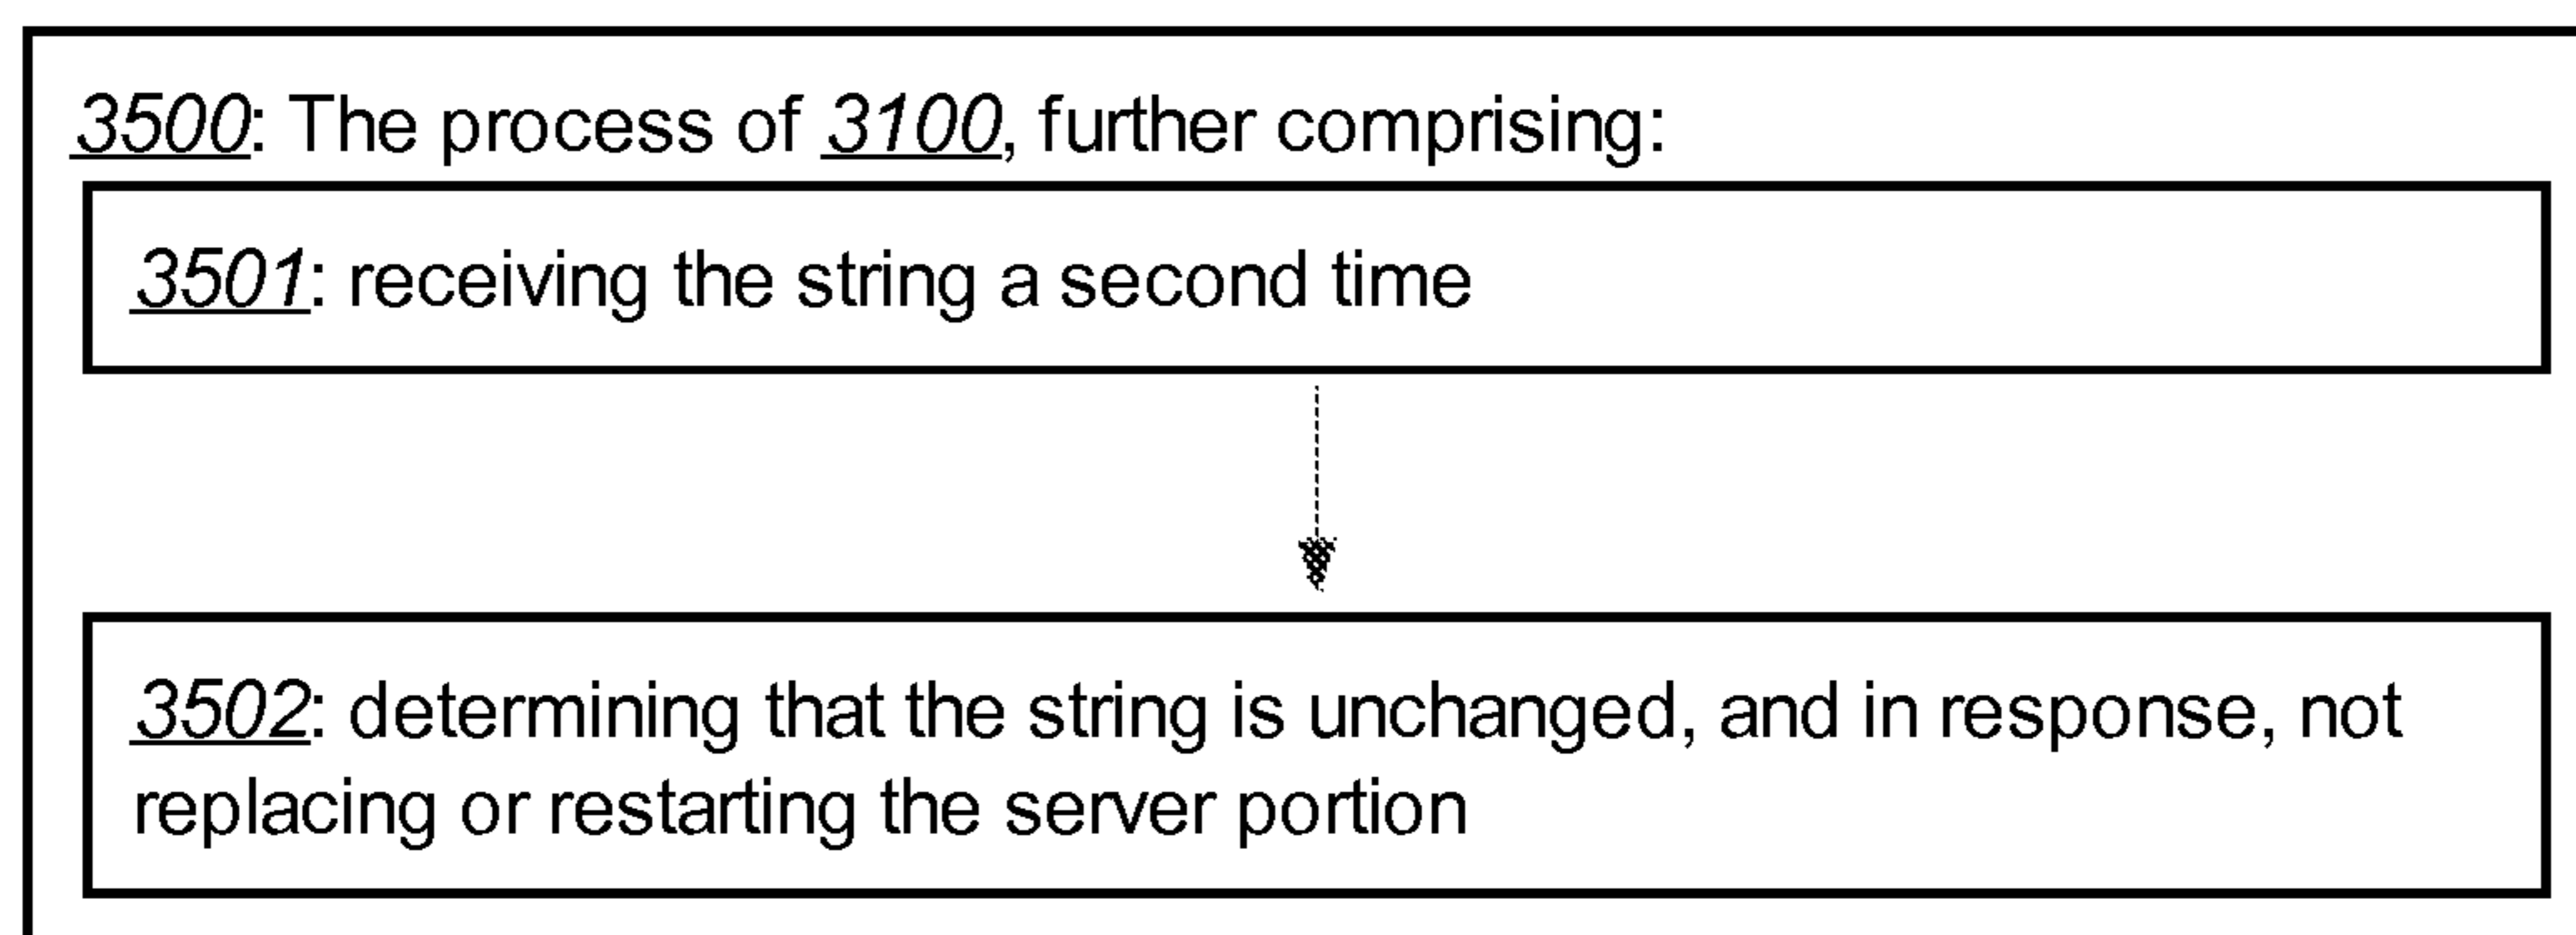 3500: The process of 3100, further comprising:
3501: receiving the string a second time
3502: determining that the string is unchanged, and in response, not
replacing or restarting the server portion